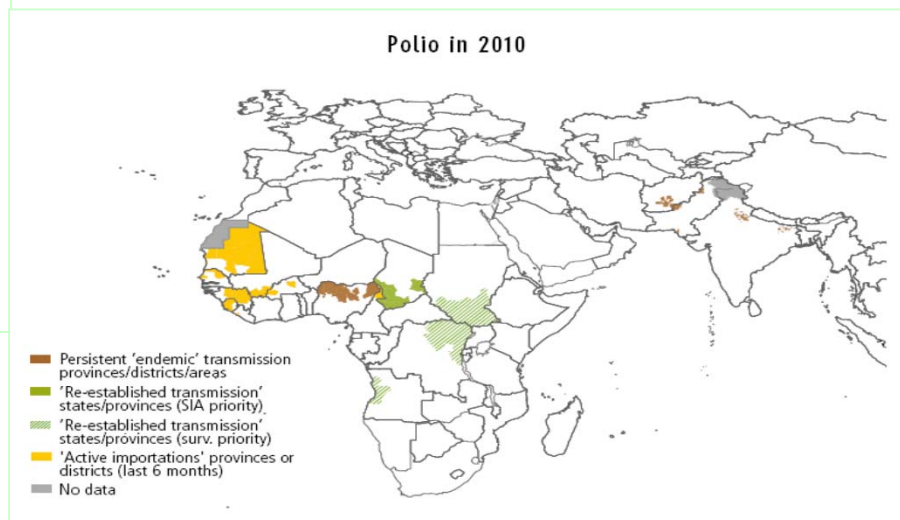 Polio in 2010
Persistent 'endemic' transmission
provinces/districts/areas
'Re-established transmission'
states/provinces (SIA priority)
'Re-established transmission'
states/provinces (surv. priority)
'Active importations' provinces or
districts (last 6 months)
No data